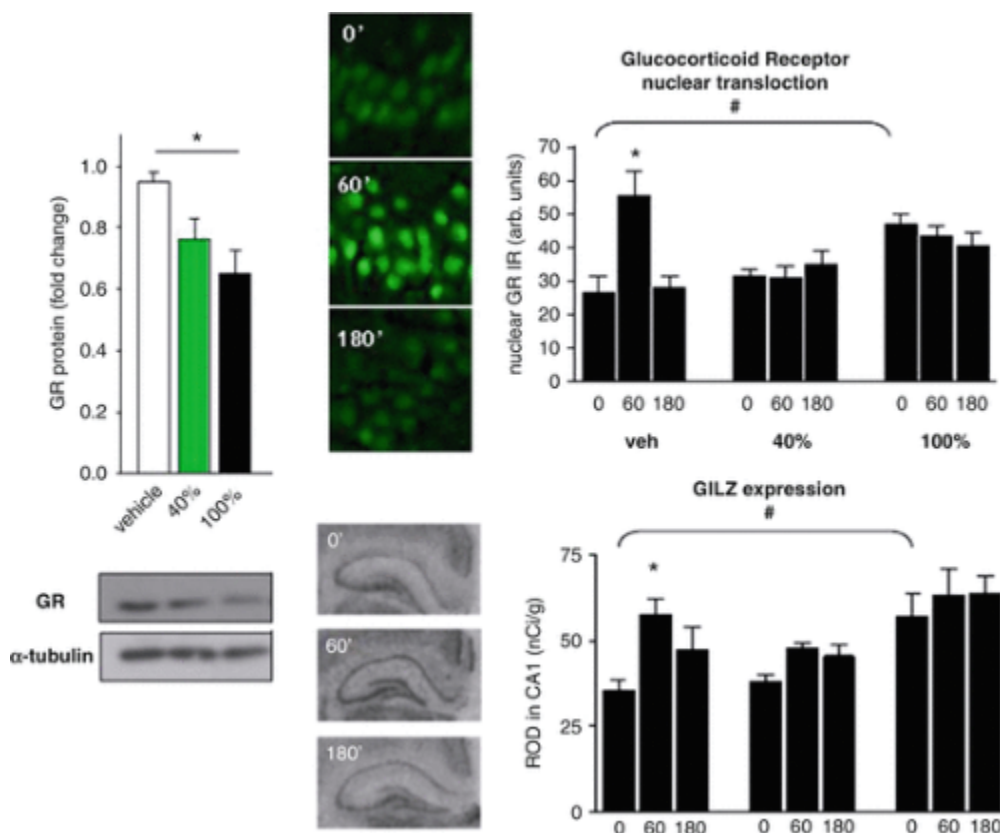 GR protein (fold change)
1.0
0.8
0.6
0.4
0.2
0.0
*
vehicle
40%
100%
GR
α-tubulin
0'
60'
180'
Glucocorticoid Receptor
nuclear transloction
#
nuclear GR IR (arb. units)
70
60
50
40
30
20
10
0
*
0 60 180 0 60 180 0 60 180
veh 40% 100%
0'
60'
180'
GILZ expression
#
ROD in CA1 (nCi/g)
75
50
25
0
*
0 60 180 0 60 180 0 60 180